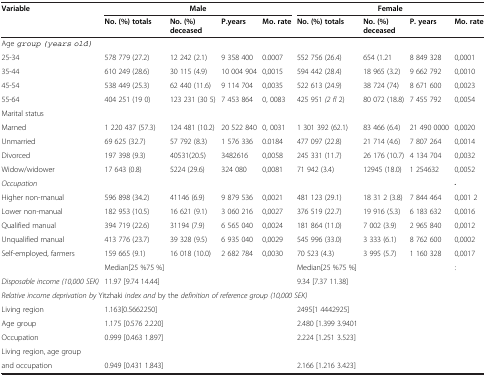 Variable Male Female
No. (%) totals No. (%) deceased P.years Mo. rate No. (%) totals No. (%) deceased P. years Mo. rate
Age group (years old)
25-34 578 779 (27.2) 12 242 (2.1) 9 358 400 0.0007 552 756 (26.4) 654 (1.21 8 849 328 0,0001
35-44 610 249 (28.6) 30 115 (4.9) 10 004 904 0,0015 594 442 (28.4) 18 965 (3.2) 9 662 792 0,0010
45-54 538 449 (25.3) 62 440 (11.6) 9 114 704 0,0035 522 613 (24.9) 38 724 (74) 8 671 600 0,0023
55-64 404 251 (19 0) 123 231 (30 5) 7 453 864 0, 0083 425 951 (2 fl 2) 80 072 (18.8) 7 455 792 0,0054
Marital status
Marned 1 220 437 (57.3) 124 481 (10.2) 20 522 840 0, 0031 1 301 392 (62.1) 83 466 (6.4) 21 490 0000 0,0020
Unmarried 69 625 (32.7) 57 792 (8.3) 1 576 336 0.0184 477 097 (22.8) 21 714 (4.6) 7 807 264 0,0014
Divorced 197 398 (9.3) 40531(20.5) 3482616 0,0058 245 331 (11.7) 26 176 (10.7) 4 134 704 0,0032
Widow/widower 17 643 (0.8) 5224 (29.6) 324 080 0,0081 71 942 (3.4) 12945 (18.0) 1 254632 0,0052
Occupation -
Higher non-manual 596 898 (34.2) 41146 (6.9) 9 879 536 0,0021 481 123 (29.1) 18 31 2 (3.8) 7 844 464 0,001 2
Lower non-manual 182 953 (10.5) 16 621 (9.1) 3 060 216 0,0027 376 519 (22.7) 19 916 (5.3) 6 183 632 0,0016
Qualified manual 394 719 (22.6) 31194 (7.9) 6 565 040 0,0024 181 864 (11.0) 7 002 (3.9) 2 965 840 0,0012
Unqualified manual 413 776 (23.7) 39 328 (9.5) 6 935 040 0,0029 545 996 (33.0) 3 333 (6.1) 8 762 600 0,0002
Self-employed, farmers 159 665 (9.1) 16 018 (10.0) 2 682 784 0,0030 70 523 (4.3) 3 995 (5.7) 1 160 328 0,0017
Median[25 %75 %] Median[25 %75 %] :
Disposable income (10,000 SEK) 11.97 [9.74 14.44] 9.34 [7.37 11.38]
Relative income deprivation by Yitzhaki index and by the definition of reference group (10,000 SEK)
Living region 1.163[0.5662250] 2495[1 4442925]
Age group 1.175 [0.576 2.220] 2.480 [1.399 3.9401
Occupation 0.999 [0.463 1.897] 2.224 [1.251 3.523]
Living region, age group
and occupation 0.949 [0.431 1.843] 2.166 [1.216 3.423]